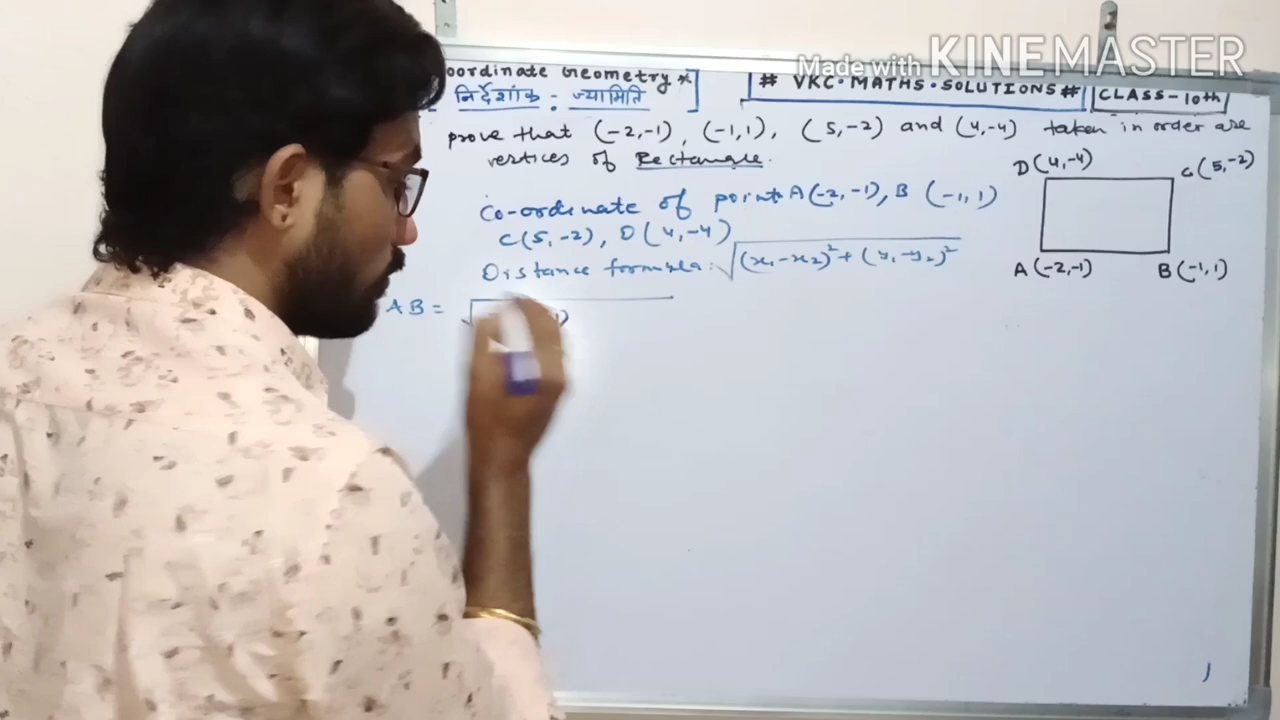 Made with KINEMASTER
oordinate Geometry *
# VKC. MATHS. SOLUTIONS #
CLASS-10th
निर्देशांक - ज्यामिति
prove that (-2,-1), (-1,1), (5,-2) and (4,-4) taken in order are
vertices of Rectangle.
D(4,-4)
C(5,-2)
Co-ordinate of point A(-2,-1), B (-1,1)
C(5,-2), D(4,-4)
Distance formula: √(x₁-x₂)²+(y₁-y₂)²
A(-2,-1)
B(-1,1)
AB = √